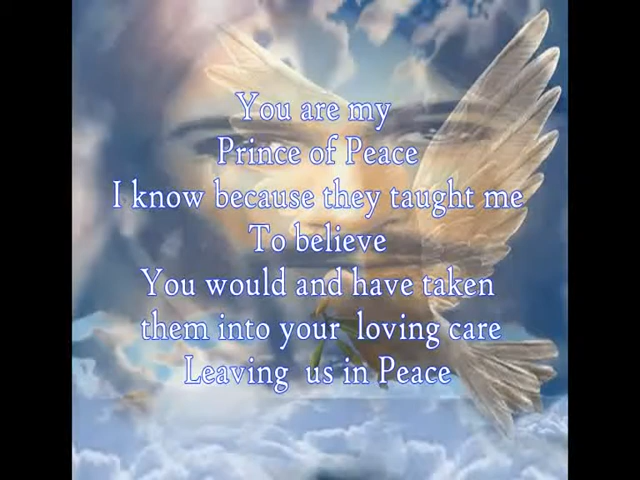 You are my
Prince of Peace
I know because they taught me
To believe
You would and have taken
them into your loving care
Leaving us in Peace